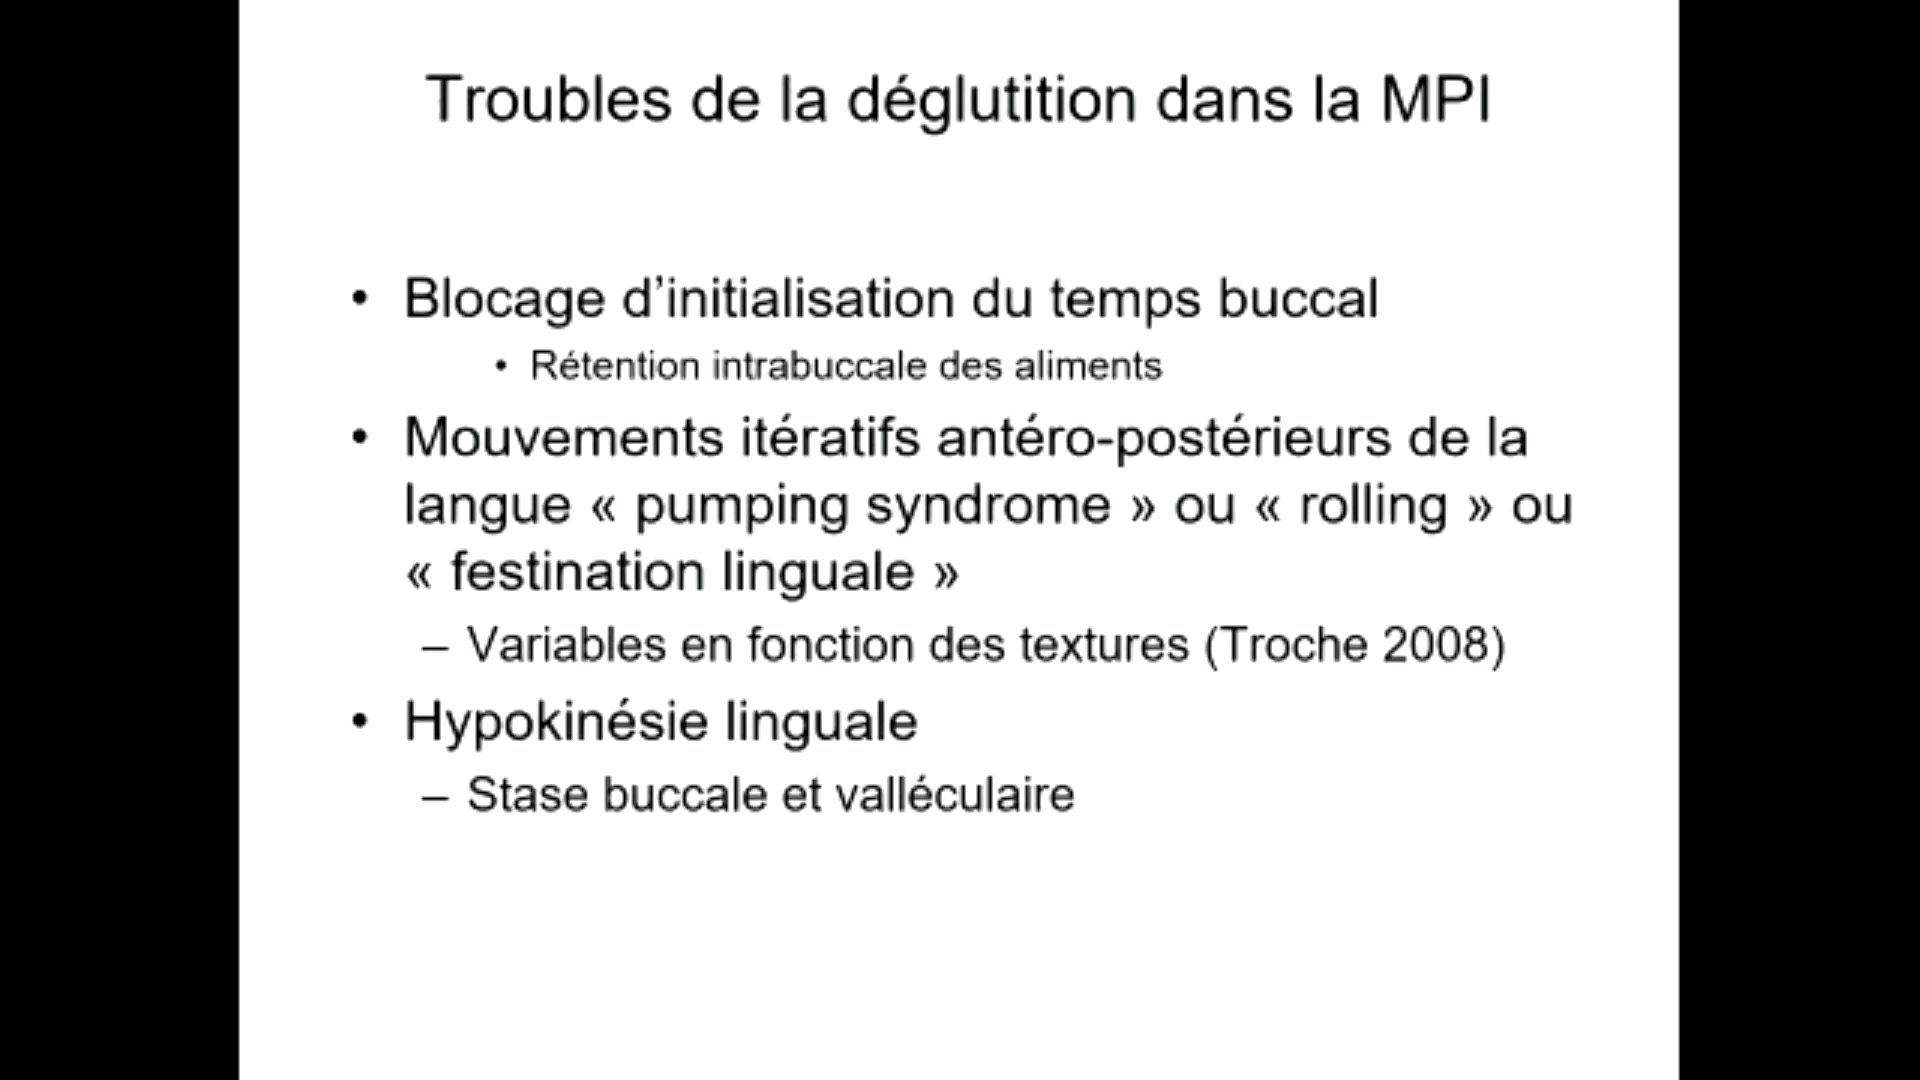 Troubles de la déglutition dans la MPI
• Blocage d’initialisation du temps buccal
• Rétention intrabuccale des aliments
• Mouvements itératifs antéro-postérieurs de la
langue « pumping syndrome » ou « rolling » ou
« festination linguale »
– Variables en fonction des textures (Troche 2008)
• Hypokinésie linguale
– Stase buccale et valléculaire